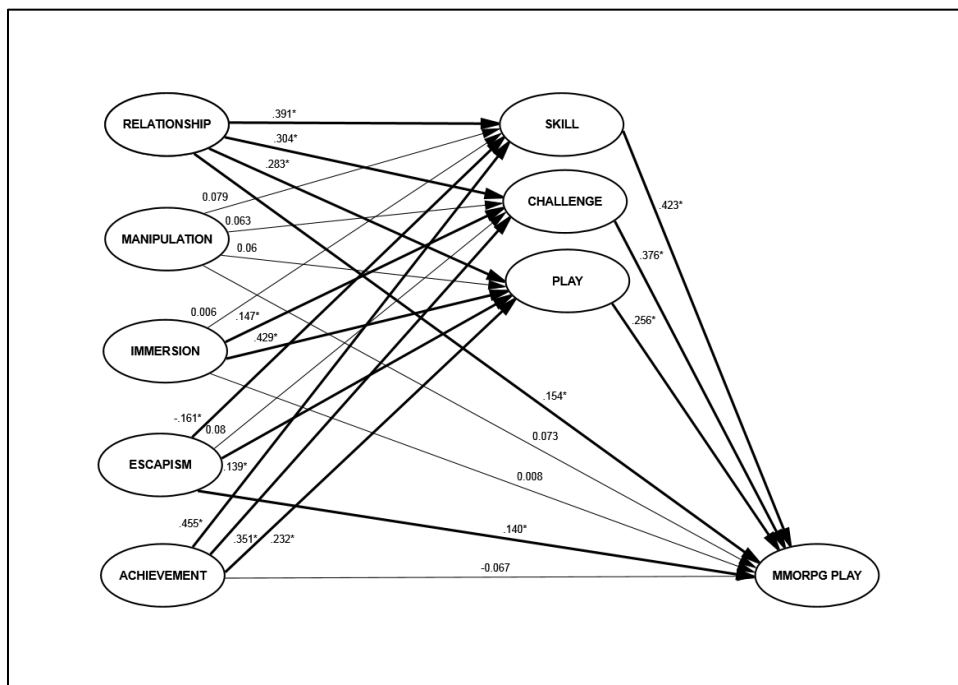 RELATIONSHIP
.391*
SKILL
.304*
.283*
0.079
CHALLENGE
MANIPULATION
0.063
.423*
0.06
.376*
PLAY
0.006
.147*
.256*
IMMERSION
.429*
-.161*
0.08
.154*
0.073
ESCAPISM
.139*
0.008
.455*
.351*
.232*
.140*
ACHIEVEMENT
-0.067
MMORPG PLAY